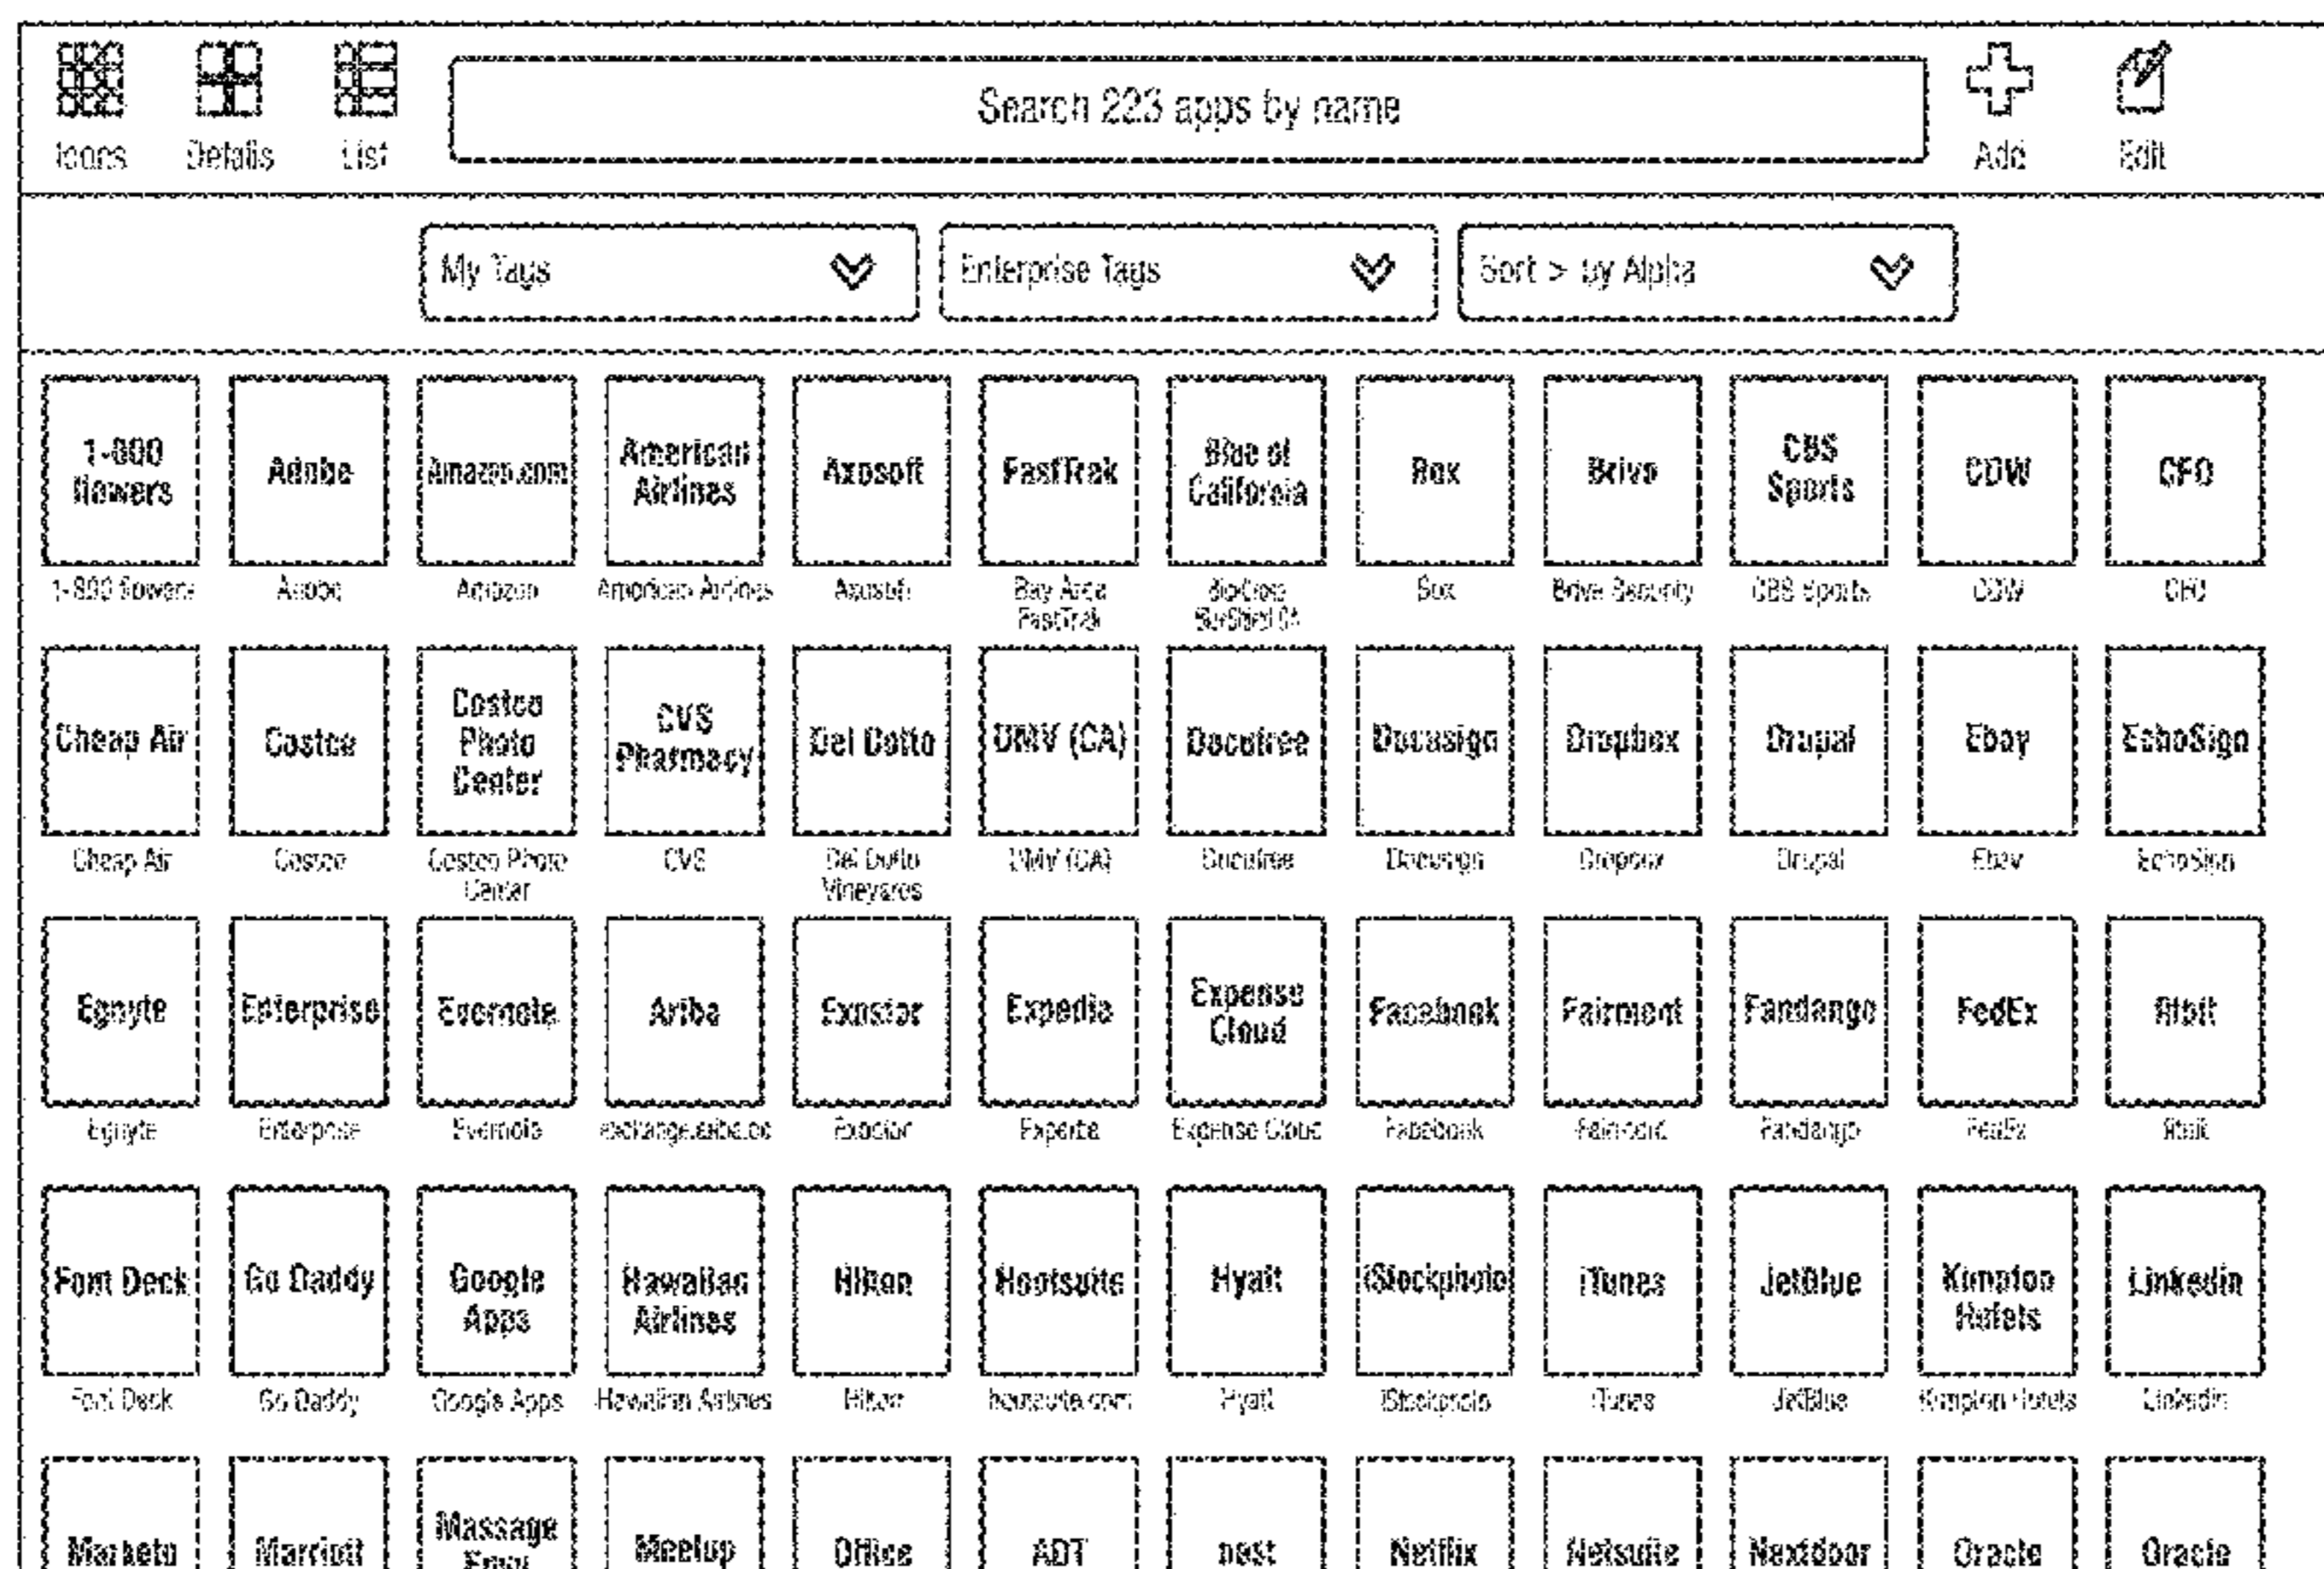 Icons Details List
Search 223 apps by name
Add Edit
My Tags
Enterprise Tags
Sort > by Alpha
1-800
flowers
Adobe
Amazon.com
American
Airlines
Axosoft
FastTrak
Blue of
California
Box
Brivo
CBS
Sports
CDW
CFO
1-800 flowers
Adobe
Amazon
American Airlines
Axosoft
Bay Area
FastTrak
Box
Brivo Security
CBS Sports
CDW
CFO
Cheap Air
Costco
Costco
Photo
Center
CVS
Pharmacy
Del Dotto
DMV (CA)
Docufree
Docusign
Dropbox
Drupal
Ebay
EchoSign
Cheap Air
Costco
Costco Photo
Center
CVS
Del Dotto
Vineyards
DMV (CA)
Docufree
Docusign
Dropbox
Drupal
Ebay
EchoSign
Egnyte
Enterprise
Evernote
Ariba
Exostar
Expedia
Expense
Cloud
Facebook
Fairmont
Fandango
FedEx
fitbit
Egnyte
Enterprise
Evernote
Exostar
Expedia
Expense Cloud
Facebook
Fairmont
Fandango
FedEx
fitbit
Font Deck
Go Daddy
Google
Apps
Hawaiian
Airlines
Hilton
Hootsuite
Hyatt
iStockphoto
iTunes
JetBlue
Kimpton
Hotels
Linkedin
Font Deck
Go Daddy
Google Apps
Hawaiian Airlines
Hilton
hootsuite.com
Hyatt
iStockphoto
iTunes
JetBlue
Kimpton Hotels
Linkedin
Marketo
Marriott
Massage
Envy
Meetup
Office
ADT
nest
Netflix
Netsuite
Nextdoor
Oracle
Oracle